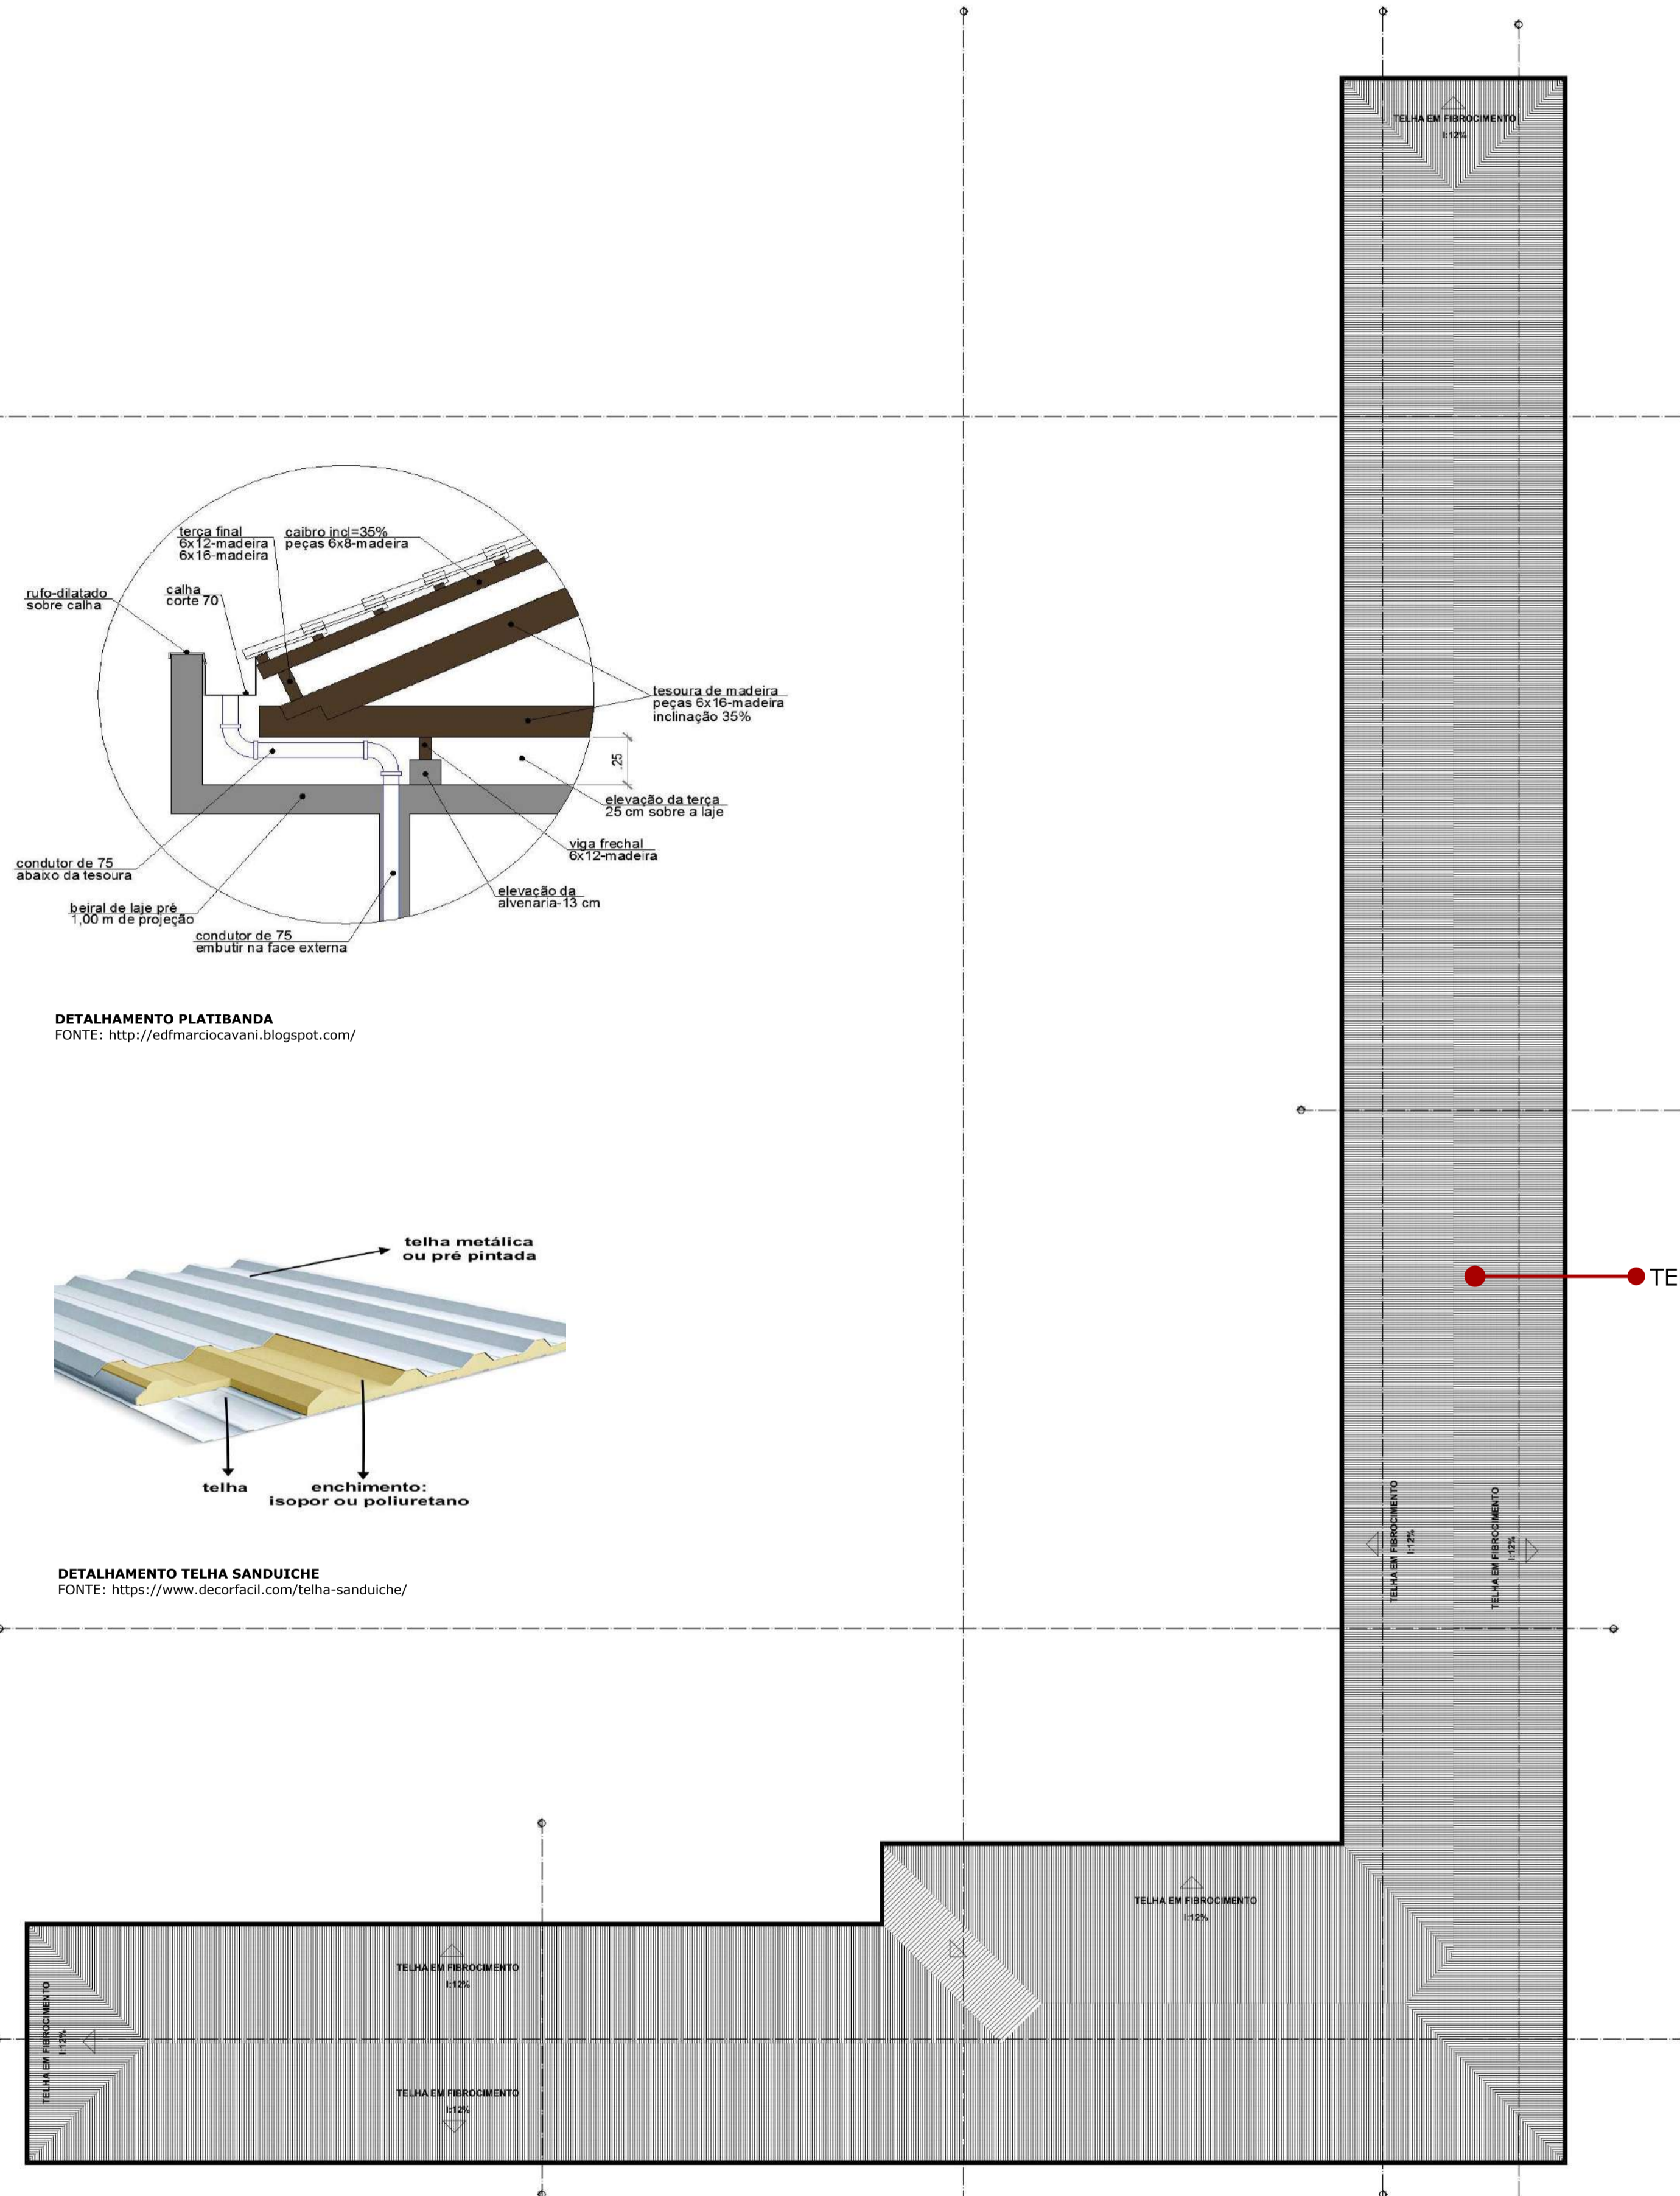 TELHA EM FIBROCIMENTO
I:12%
terça final
6x12-madeira
6x16-madeira
caibro incl=35%
peças 6x8-madeira
rufo-dilatado
sobre calha
calha
corte 70
tesoura de madeira
peças 6x16-madeira
inclinação 35%
.25
elevação da terça
25 cm sobre a laje
viga frechal
6x12-madeira
condutor de 75
abaixo da tesoura
elevação da
alvenaria-13 cm
beiral de laje pré
1,00 m de projeção
condutor de 75
embutir na face externa
DETALHAMENTO PLATIBANDA
FONTE: http://edfmarciocavani.blogspot.com/
telha metálica
ou pré pintada
TE
telha
enchimento:
isopor ou poliuretano
TELHA EM FIBROCIMENTO
I:12%
TELHA EM FIBROCIMENTO
I:12%
DETALHAMENTO TELHA SANDUICHE
FONTE: https://www.decorfacil.com/telha-sanduiche/
TELHA EM FIBROCIMENTO
I:12%
TELHA EM FIBROCIMENTO
I:12%
TELHA EM FIBROCIMENTO
I:12%
TELHA EM FIBROCIMENTO
I:12%